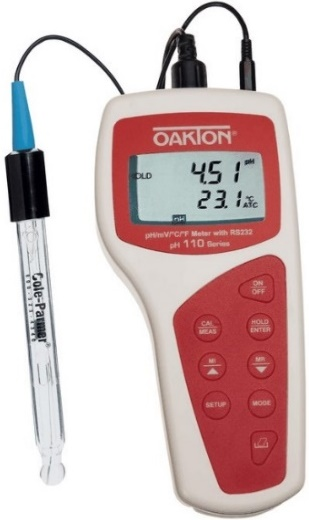 OAKTON®
HOLD 4.51 pH
23.1 °C
ATC
pH/mV/°C/°F Meter with RS232
pH 110 Series
ON
OFF
CAL
MEAS
HOLD
ENTER
MI
MR
SETUP
MODE
Cole-Parmer®